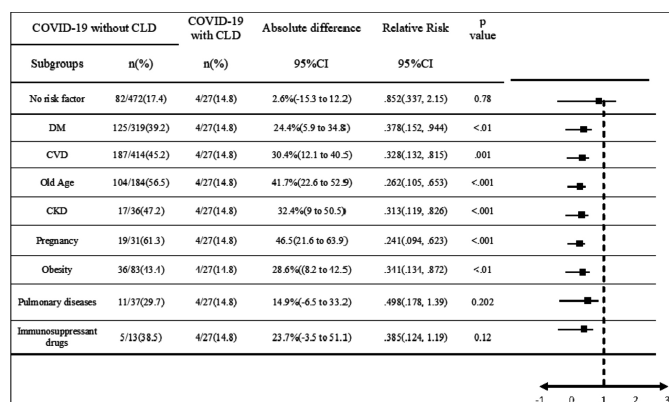 COVID-19 without CLD COVID-19 with CLD Absolute difference Relative Risk p value
Subgroups n(%) n(%) 95%CI 95%CI
No risk factor 82/472(17.4) 4/27(14.8) 2.6%(-15.3 to 12.2) .852(337, 2.15) 0.78
DM 125/319(39.2) 4/27(14.8) 24.4%(5.9 to 34.8) .378(.152, .944) <.01
CVD 187/414(45.2) 4/27(14.8) 30.4%(12.1 to 40.5) .328(.132, .815) .001
Old Age 104/184(56.5) 4/27(14.8) 41.7%(22.6 to 52.9) .262(.105, .653) <.001
CKD 17/36(47.2) 4/27(14.8) 32.4%(9 to 50.5) .313(.119, .826) <.001
Pregnancy 19/31(61.3) 4/27(14.8) 46.5(21.6 to 63.9) .241(.094, .623) <.001
Obesity 36/83(43.4) 4/27(14.8) 28.6%((8.2 to 42.5) .341(.134, .872) <.01
Pulmonary diseases 11/37(29.7) 4/27(14.8) 14.9%(-6.5 to 33.2) .498(.178, 1.39) 0.202
Immunosuppressant drugs 5/13(38.5) 4/27(14.8) 23.7%(-3.5 to 51.1) .385(.124, 1.19) 0.12
-1 0 1 2 3